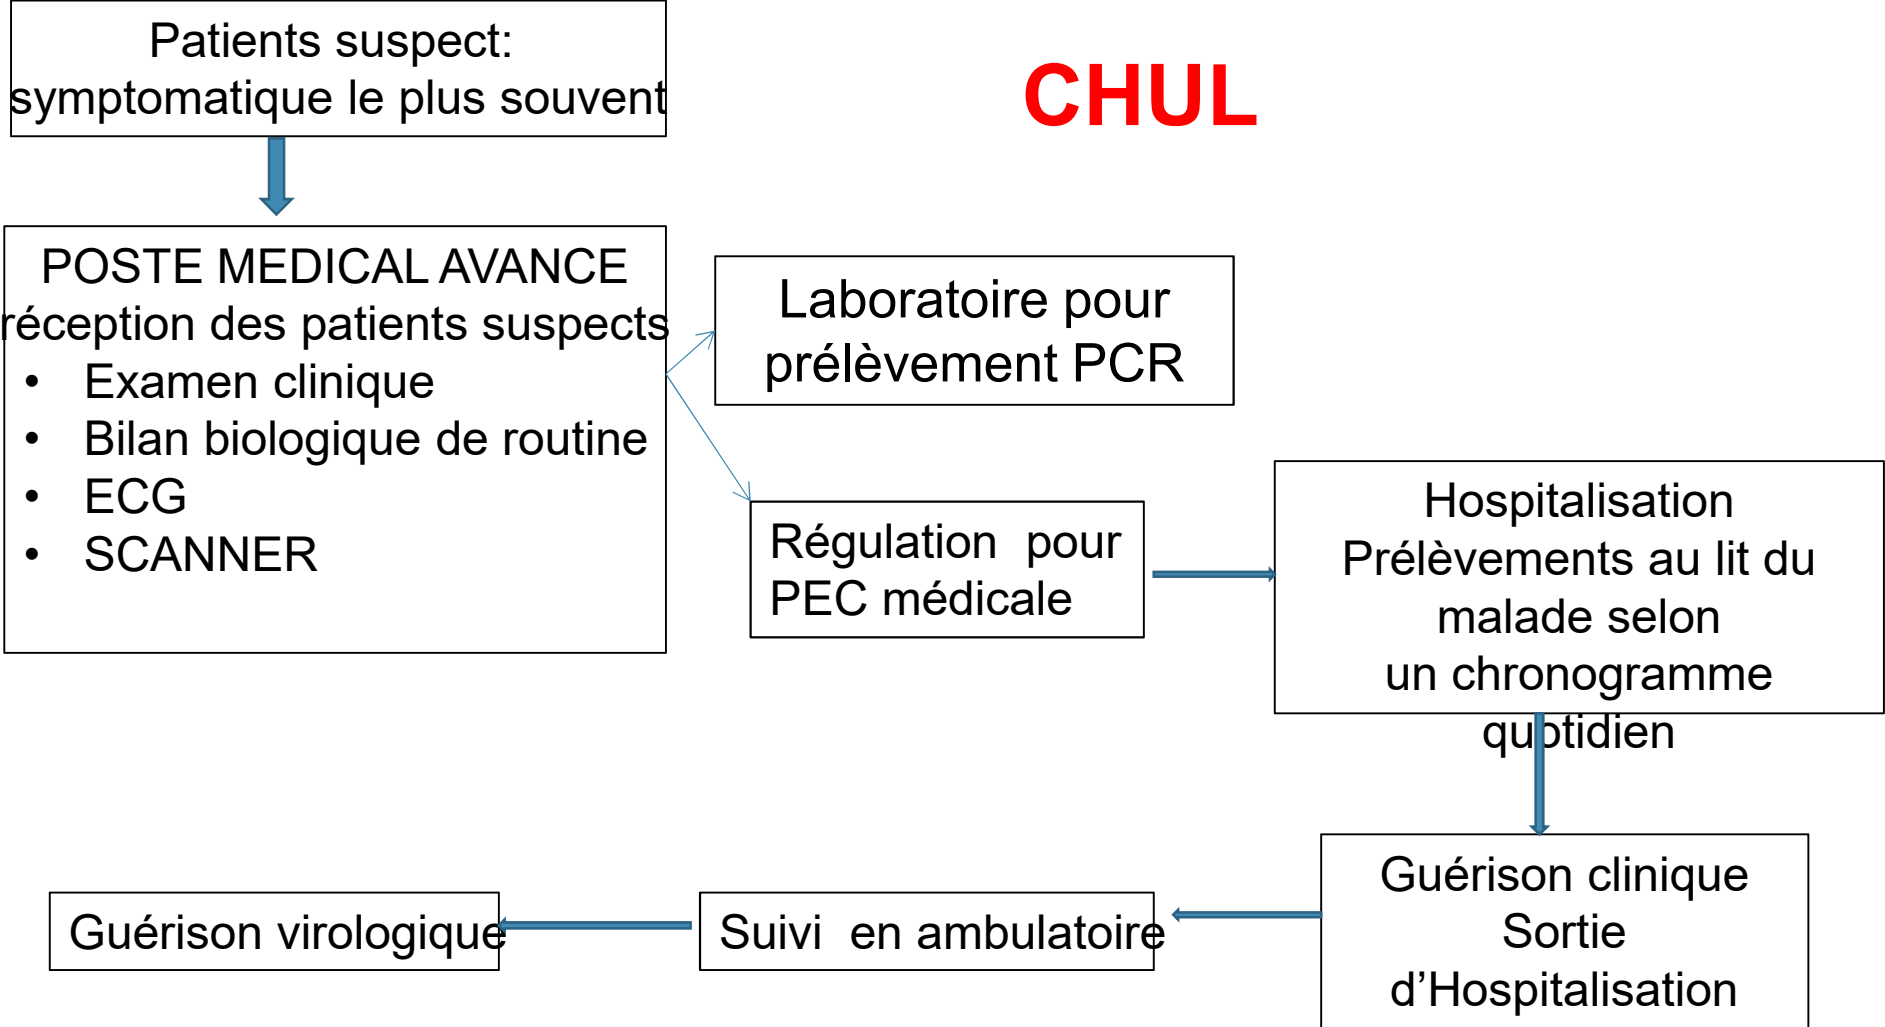 Patients suspect:
symptomatique le plus souvent
CHUL
POSTE MEDICAL AVANCE
réception des patients suspects
• Examen clinique
• Bilan biologique de routine
• ECG
• SCANNER
Laboratoire pour
prélèvement PCR
Régulation pour
PEC médicale
Hospitalisation
Prélèvements au lit du
malade selon
un chronogramme
quotidien
Guérison clinique
Sortie
d’Hospitalisation
Suivi en ambulatoire
Guérison virologique